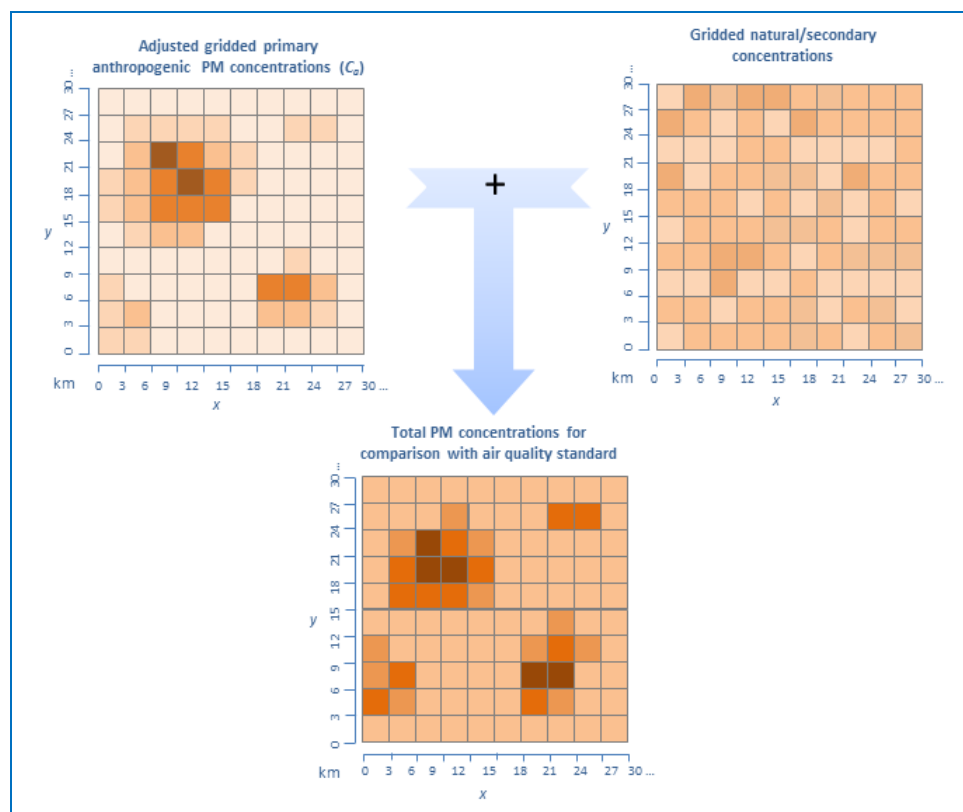 Adjusted gridded primary
anthropogenic PM concentrations (Cₐ)
Gridded natural/secondary
concentrations
...
30
27
24
21
18
15
12
9
6
3
0
y
km
0 3 6 9 12 15 18 21 24 27 30 ...
x
+
...
30
27
24
21
18
15
12
9
6
3
0
y
km
0 3 6 9 12 15 18 21 24 27 30 ...
x
Total PM concentrations for
comparison with air quality standard
...
30
27
24
21
18
15
12
9
6
3
0
y
km
0 3 6 9 12 15 18 21 24 27 30 ...
x